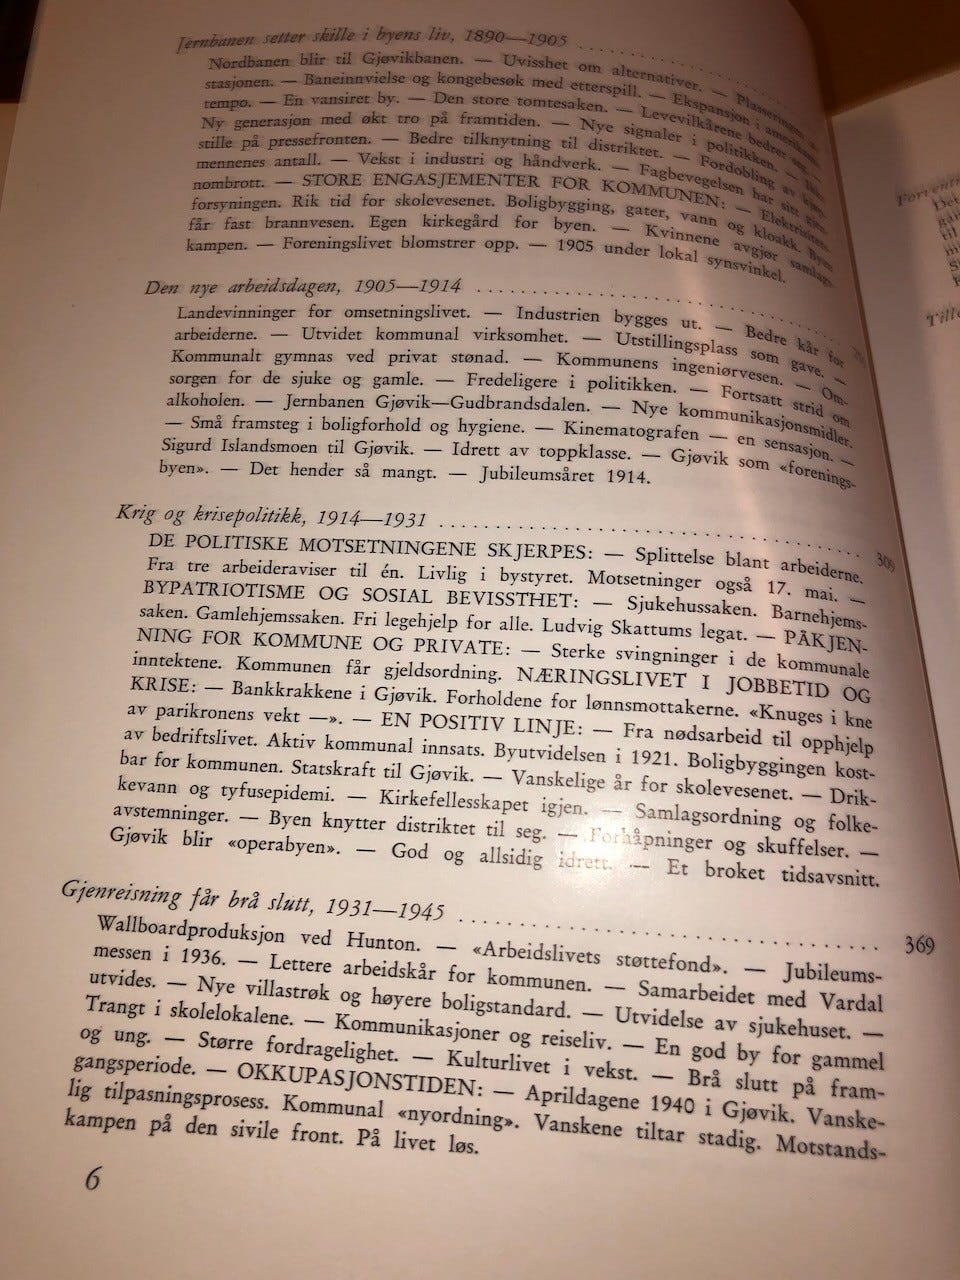 Jernbanen setter skille i byens liv, 1890—1905 . . . . . . . . . . . . . . . .
Nordbanen blir til Gjøvikbanen. — Uvisshet om alternativer. — Plasseringen av
stasjonen. — Baneinnvielse og kongebesøk med etterspill. — Ekspansjon i amerikansk
tempo. — En vansiret by. — Den store tomtesaken. — Levevilkårene bedrer seg. —
Ny generasjon med økt tro på framtiden. — Nye signaler i politikken. —
stille på pressefronten. — Bedre tilknytning til distriktet. — Fordobling av kjøp-
mennenes antall. — Vekst i industri og håndverk. — Fagbevegelsen har sitt gjen-
nombrott. — STORE ENGASJEMENTER FOR KOMMUNEN: — Elektrisitets-
forsyningen. Rik tid for skolevesenet. Boligbygging, gater, vann og kloakk. Byen
får fast brannvesen. Egen kirkegård for byen. — Kvinnene avgjør samlags-
kampen. — Foreningslivet blomstrer opp. — 1905 under lokal synsvinkel.
Den nye arbeidsdagen, 1905—1914 . . . . . . . . . . . . . . . . . . . . . . . .
Landevinninger for omsetningslivet. — Industrien bygges ut. — Bedre kår for
arbeiderne. — Utvidet kommunal virksomhet. — Utstillingsplass som gave. —
Kommunalt gymnas ved privat stønad. — Kommunens ingeniørvesen. — Om-
sorgen for de sjuke og gamle. — Fredeligere i politikken. — Fortsatt strid om
alkoholen. — Jernbanen Gjøvik—Gudbrandsdalen. — Nye kommunikasjonsmidler.
— Små framsteg i boligforhold og hygiene. — Kinematografen — en sensasjon. —
Sigurd Islandsmoen til Gjøvik. — Idrett av toppklasse. — Gjøvik som «forenings-
byen». — Det hender så mangt. — Jubileumsåret 1914.
Krig og krisepolitikk, 1914—1931 . . . . . . . . . . . . . . . . . . . . . . . . 309
DE POLITISKE MOTSETNINGENE SKJERPES: — Splittelse blant arbeiderne.
Fra tre arbeideraviser til én. Livlig i bystyret. Motsetninger også 17. mai. —
BYPATRIOTISME OG SOSIAL BEVISSTHET: — Sjukehussaken. Barnehjems-
saken. Gamlehjemssaken. Fri legehjelp for alle. Ludvig Skattums legat. — PÅKJEN-
NING FOR KOMMUNE OG PRIVATE: — Sterke svingninger i de kommunale
inntektene. Kommunen får gjeldsordning. NÆRINGSLIVET I JOBBETID OG
KRISE: — Bankkrakkene i Gjøvik. Forholdene for lønnsmottakerne. «Knuges i kne
av parikronens vekt —». — EN POSITIV LINJE: — Fra nødsarbeid til opphjelp
av bedriftslivet. Aktiv kommunal innsats. Byutvidelsen i 1921. Boligbyggingen kost-
bar for kommunen. Statskraft til Gjøvik. — Vanskelige år for skolevesenet. — Drik-
kevann og tyfusepidemi. — Kirkefellesskapet igjen. — Samlagsordning og folke-
avstemninger. — Byen knytter distriktet til seg. — Forhåpninger og skuffelser. —
Gjøvik blir «operabyen». — God og allsidig idrett. — Et broket tidsavsnitt.
Gjenreisning får brå slutt, 1931—1945 . . . . . . . . . . . . . . . . . . . . . . 369
Wallboardproduksjon ved Hunton. — «Arbeidslivets støttefond». — Jubileums-
messen i 1936. — Lettere arbeidskår for kommunen. — Samarbeidet med Vardal
utvides. — Nye villastrøk og høyere boligstandard. — Utvidelse av sjukehuset. —
Trangt i skolelokalene. — Kommunikasjoner og reiseliv. — En god by for gammel
og ung. — Større fordragelighet. — Kulturlivet i vekst. — Brå slutt på fram-
gangsperiode. — OKKUPASJONSTIDEN: — Aprildagene 1940 i Gjøvik. Vanske-
lig tilpasningsprosess. Kommunal «nyordning». Vanskene tiltar stadig. Motstands-
kampen på den sivile front. På livet løs.
6